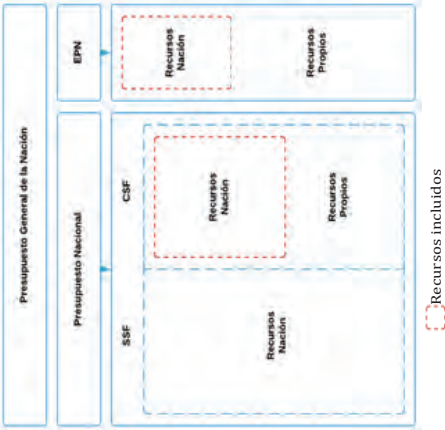 Presupuesto General de la Nación
Presupuesto Nacional
EPN
SSF
CSF
Recursos
Nación
Recursos
Nación
Recursos
Propios
Recursos
Nación
Recursos
Propios
Recursos incluidos